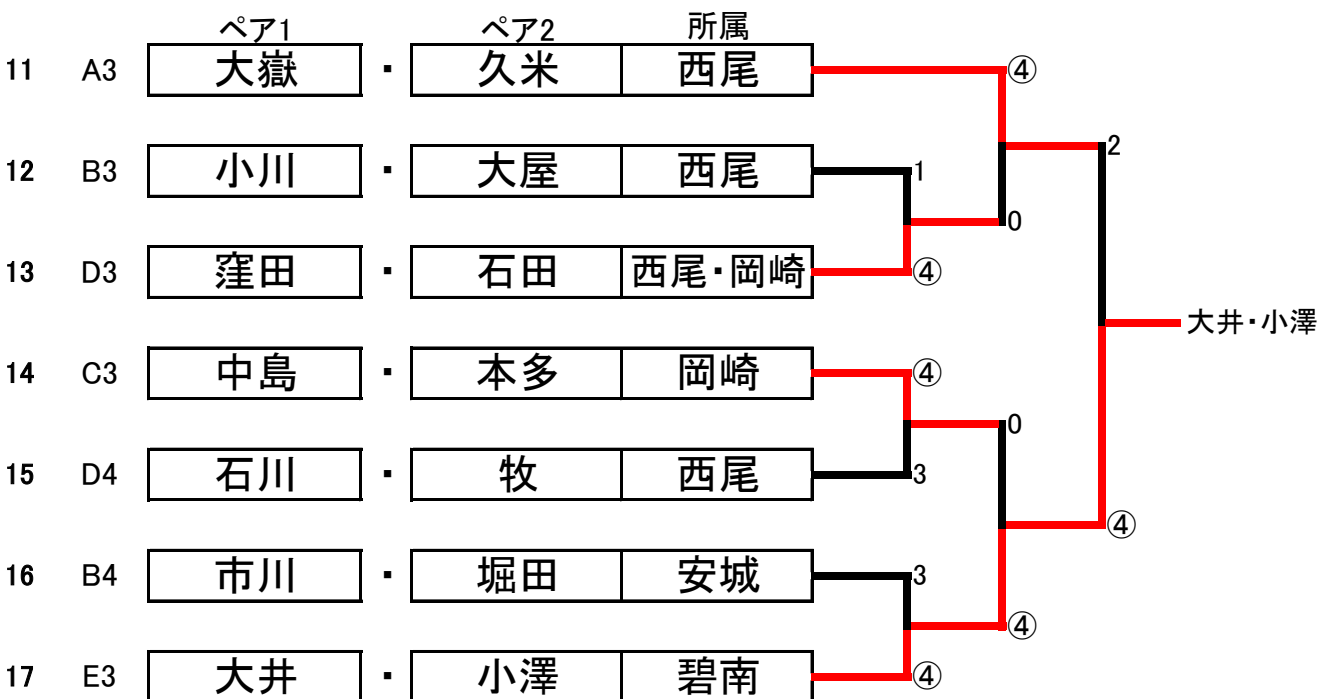 ペア1 ペア2 所属
11 A3 大嶽 ・ 久米 西尾 ④
2
12 B3 小川 ・ 大屋 西尾 1
0
13 D3 窪田 ・ 石田 西尾・岡崎 ④
大井・小澤
14 C3 中島 ・ 本多 岡崎 ④
0
15 D4 石川 ・ 牧 西尾 3
④
16 B4 市川 ・ 堀田 安城 3
④
17 E3 大井 ・ 小澤 碧南 ④